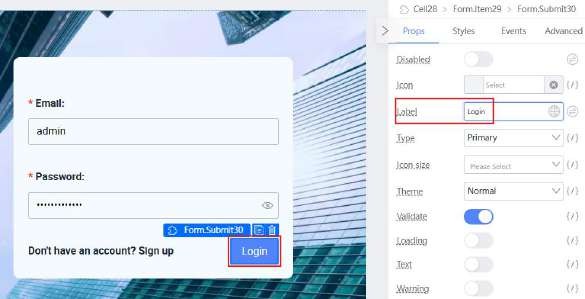 Cell28 > Form.Item29 > Form.Submit30
Props Styles Events Advanced
Disabled
Icon Select {/}
Label Login
Type Primary {/}
Icon size Please Select {/}
Theme Normal {/}
Validate {/}
Loading {/}
Text {/}
Warning {/}
* Email:
admin
* Password:
•••••••••••••
Form.Submit30
Don't have an account? Sign up
Login